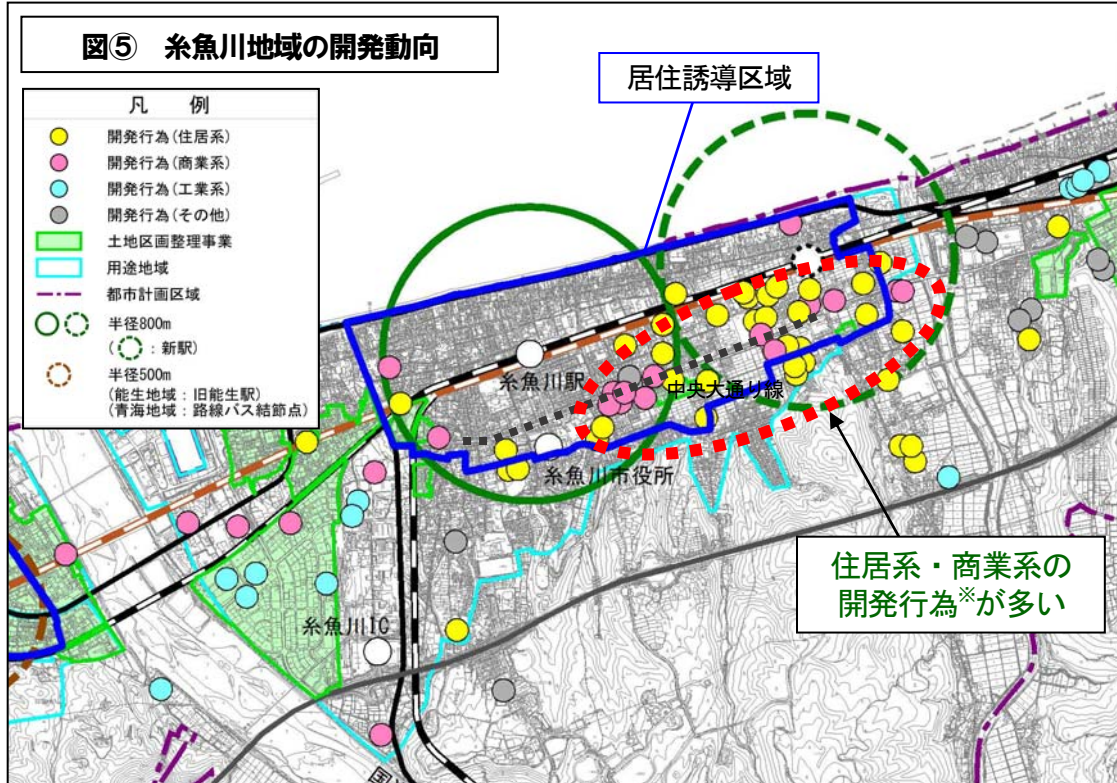 図⑤ 糸魚川地域の開発動向
居住誘導区域
凡 例
開発行為(住居系)
開発行為(商業系)
開発行為(工業系)
開発行為(その他)
土地区画整理事業
用途地域
都市計画区域
半径800m
( :新駅)
半径500m
(能生地域:旧能生駅)
(青海地域:路線バス結節点)
糸魚川駅
中央大通り線
糸魚川市役所
住居系・商業系の
開発行為※が多い
糸魚川IC